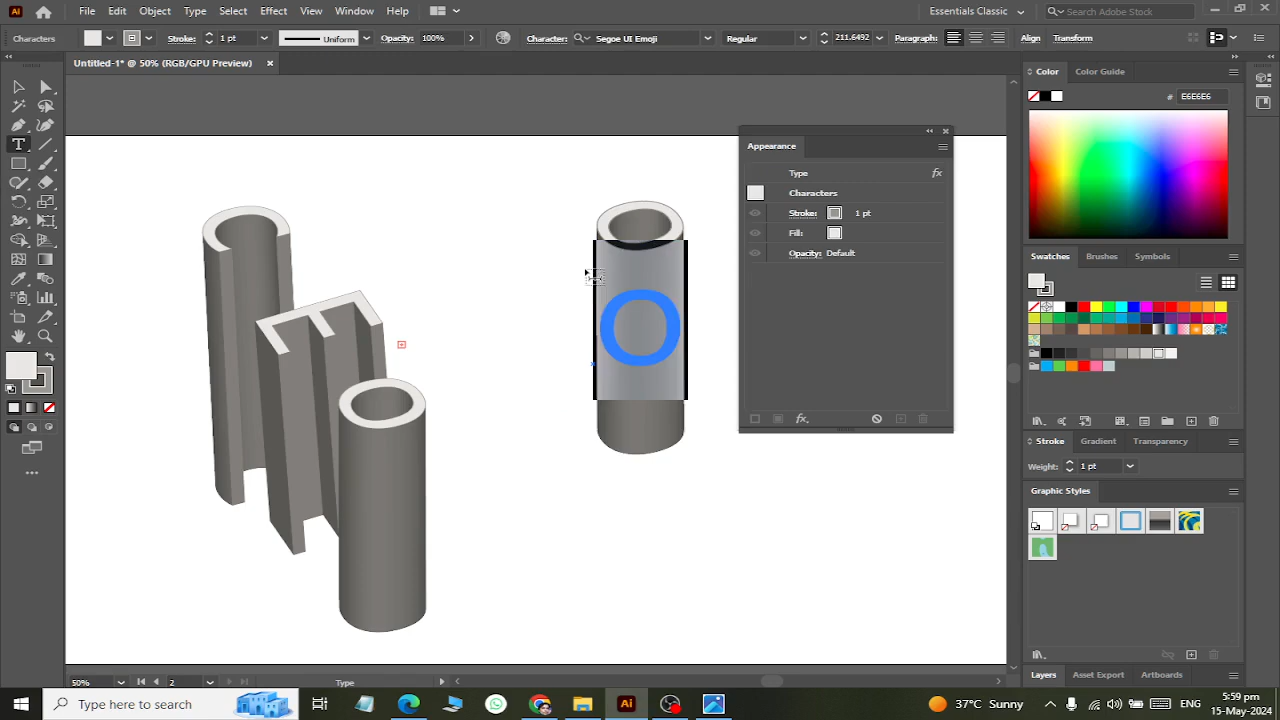 Ai File Edit Object Type Select Effect View Window Help Essentials Classic Search Adobe Stock
Characters Stroke: 1 pt Uniform Opacity: 100% Character: Segoe UI Emoji Regular 211.6492 Paragraph: Align Transform
Untitled-1* @ 50% (RGB/GPU Preview)
Color Color Guide
# E6E6E6
Appearance
Type fx
Characters
Stroke: 1 pt
Fill:
Opacity: Default
fx
CEO
Swatches Brushes Symbols
Stroke Gradient Transparency
Weight: 1 pt
Graphic Styles
Layers Asset Export Artboards
50% 2 Type
Type here to search
Ai
37°C Sunny ENG
5:59 pm
15-May-2024